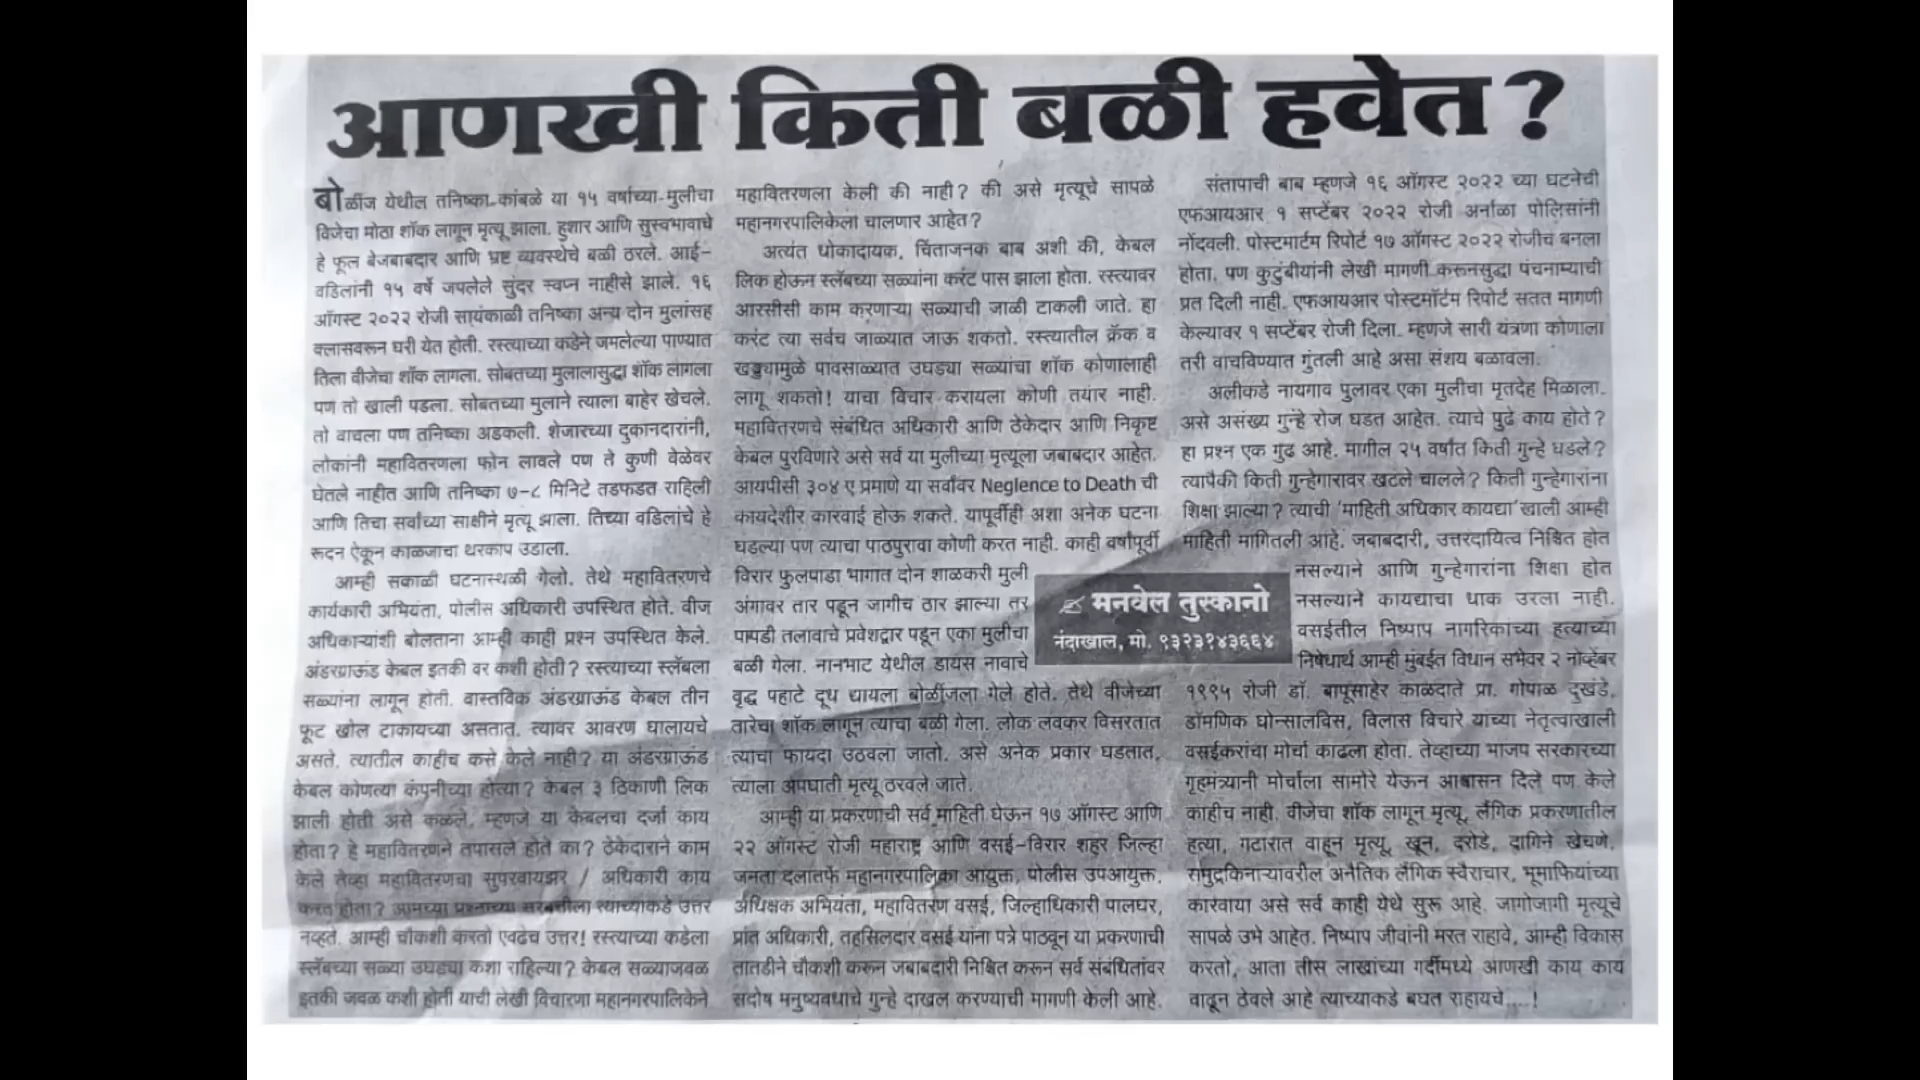 आणखी किती बळी हवेत?
बोळींज येथील तनिष्का कांबळे या १५ वर्षाच्या मुलीचा
विजेचा मोठा शॉक लागून मृत्यू झाला. हुशार आणि सुस्वभावाचे
हे फूल बेजबाबदार आणि भ्रष्ट व्यवस्थेचे बळी ठरले. आई-
वडिलांनी १५ वर्षे जपलेले सुंदर स्वप्न नाहीसे झाले. १६
ऑगस्ट २०२२ रोजी सायंकाळी तनिष्का अन्य दोन मुलांसह
क्लासवरून घरी येत होती. रस्त्याच्या कडेने जमलेल्या पाण्यात
तिला वीजेचा शॉक लागला. सोबतच्या मुलालासुद्धा शॉक लागला
पण तो खाली पडला. सोबतच्या मुलाने त्याला बाहेर खेचले.
तो वाचला पण तनिष्का अडकली. शेजारच्या दुकानदारांनी,
लोकांनी महावितरणला फोन लावले पण ते कुणी वेळेवर
घेतले नाहीत आणि तनिष्का ७-८ मिनिटे तडफडत राहिली
आणि तिचा सर्वांच्या साक्षीने मृत्यू झाला. तिच्या वडिलांचे हे
रूदन ऐकून काळजाचा थरकाप उडाला.
आम्ही सकाळी घटनास्थळी गेलो. तेथे महावितरणचे
कार्यकारी अभियंता, पोलीस अधिकारी उपस्थित होते. वीज
अधिकाऱ्यांशी बोलताना आम्ही काही प्रश्न उपस्थित केले.
अंडरग्राऊंड केबल इतकी वर कशी होती? रस्त्याच्या स्लॅबला
सळ्यांना लागून होती. वास्तविक अंडरग्राऊंड केबल तीन
फूट खोल टाकायच्या असतात. त्यावर आवरण घालायचे
असते. त्यातील काहीच कसे केले नाही? या अंडरग्राऊंड
केबल कोणत्या कंपनीच्या होत्या? केबल ३ ठिकाणी लिक
झाली होती असे कळले. म्हणजे या केबलचा दर्जा काय
होता? हे महावितरणने तपासले होते का? ठेकेदाराने काम
केले तेव्हा महावितरणचा सुपरवायझर / अधिकारी काय
करत होता? आमच्या प्रश्नाच्या सरबत्तीला त्याच्याकडे उत्तर
नव्हते. आम्ही चौकशी करतो एवढेच उत्तर! रस्त्याच्या कडेला
स्लॅबच्या सळ्या उघड्या कशा राहिल्या? केबल सळ्याजवळ
इतकी जवळ कशी होती याची लेखी विचारणा महानगरपालिकेने
महावितरणला केली की नाही? की असे मृत्यूचे सापळे
महानगरपालिकेला चालणार आहेत?
अत्यंत धोकादायक, चिंताजनक बाब अशी की, केबल
लिक होऊन स्लॅबच्या सळ्यांना करंट पास झाला होता. रस्त्यावर
आरसीसी काम करणाऱ्या सळ्याची जाळी टाकली जाते. हा
करंट त्या सर्वच जाळ्यात जाऊ शकतो. रस्त्यातील क्रॅक व
खड्ड्यामुळे पावसाळ्यात उघड्या सळ्यांचा शॉक कोणालाही
लागू शकतो! याचा विचार करायला कोणी तयार नाही.
महावितरणचे संबंधित अधिकारी आणि ठेकेदार आणि निकृष्ट
केबल पुरविणारे असे सर्व या मुलीच्या मृत्यूला जबाबदार आहेत.
आयपीसी ३०४ ए प्रमाणे या सर्वांवर Neglence to Death ची
कायदेशीर कारवाई होऊ शकते. यापूर्वीही अशा अनेक घटना
घडल्या पण त्याचा पाठपुरावा कोणी करत नाही. काही वर्षांपूर्वी
विरार फुलपाडा भागात दोन शाळकरी मुली
अंगावर तार पडून जागीच ठार झाल्या तर
पापडी तलावाचे प्रवेशद्वार पडून एका मुलीचा
बळी गेला. नानभाट येथील डायस नावाचे
वृद्ध पहाटे दूध द्यायला बोळींजला गेले होते. तेथे वीजेच्या
तारेचा शॉक लागून त्याचा बळी गेला. लोक लवकर विसरतात
त्याचा फायदा उठवला जातो. असे अनेक प्रकार घडतात,
त्याला अपघाती मृत्यू ठरवले जाते.
आम्ही या प्रकरणाची सर्व माहिती घेऊन १७ ऑगस्ट आणि
२२ ऑगस्ट रोजी महाराष्ट्र आणि वसई-विरार शहर जिल्हा
जनता दलातर्फे महानगरपालिका आयुक्त, पोलीस उपआयुक्त,
अधिक्षक अभियंता, महावितरण वसई, जिल्हाधिकारी पालघर,
प्रांत अधिकारी, तहसिलदार वसई यांना पत्रे पाठवून या प्रकरणाची
तातडीने चौकशी करून जबाबदारी निश्चित करून सर्व संबंधितांवर
सदोष मनुष्यवधाचे गुन्हे दाखल करण्याची मागणी केली आहे.
मनवेल तुस्कानो
नंदाखाल, मो. ९३२३१४३६६४
संतापाची बाब म्हणजे १६ ऑगस्ट २०२२ च्या घटनेची
एफआयआर १ सप्टेंबर २०२२ रोजी अर्नाळा पोलिसांनी
नोंदवली. पोस्टमार्टम रिपोर्ट १७ ऑगस्ट २०२२ रोजीच बनला
होता. पण कुटुंबीयांनी लेखी मागणी करूनसुद्धा पंचनाम्याची
प्रत दिली नाही. एफआयआर पोस्टमॉर्टम रिपोर्ट सतत मागणी
केल्यावर १ सप्टेंबर रोजी दिला. म्हणजे सारी यंत्रणा कोणाला
तरी वाचविण्यात गुंतली आहे असा संशय बळावला.
अलीकडे नायगाव पुलावर एका मुलीचा मृतदेह मिळाला.
असे असंख्य गुंन्हे रोज घडत आहेत. त्याचे पुढे काय होते?
हा प्रश्न एक गुढ आहे. मागील २५ वर्षांत किती गुन्हे घडले?
त्यापैकी किती गुन्हेगारावर खटले चालले? किती गुन्हेगारांना
शिक्षा झाल्या? त्याची 'माहिती अधिकार कायद्या' खाली आम्ही
माहिती मागितली आहे. जबाबदारी, उत्तरदायित्व निश्चित होत
नसल्याने आणि गुन्हेगारांना शिक्षा होत
नसल्याने कायद्याचा धाक उरला नाही.
वसईतील निष्पाप नागरिकांच्या हत्याच्या
निषेधार्थ आम्ही मुंबईत विधान सभेवर २ नोव्हेंबर
१९९५ रोजी डॉ. बापूसाहेर काळदाते प्रा. गोपाळ दुखंडे,
डॉमणिक घोन्सालविस, विलास विचारे याच्या नेतृत्वाखाली
वसईकरांचा मोर्चा काढला होता. तेव्हाच्या भाजप सरकारच्या
गृहमंत्र्यानी मोर्चाला सामोरे येऊन आश्वासन दिले पण केले
काहीच नाही. वीजेचा शॉक लागून मृत्यू, लैंगिक प्रकरणातील
हत्या, गटारात वाहून मृत्यू, खून, दरोडे, दागिने खेचणे,
समुद्रकिनाऱ्यावरील अनैतिक लैंगिक स्वैराचार, भूमाफियांच्या
कारवाया असे सर्व काही येथे सुरू आहे. जागोजागी मृत्यूचे
सापळे उभे आहेत. निष्पाप जीवांनी मरत राहावे, आम्ही विकास
करतो, आता तीस लाखांच्या गर्दीमध्ये आणखी काय काय
वाढून ठेवले आहे त्याच्याकडे बघत राहायचे....!